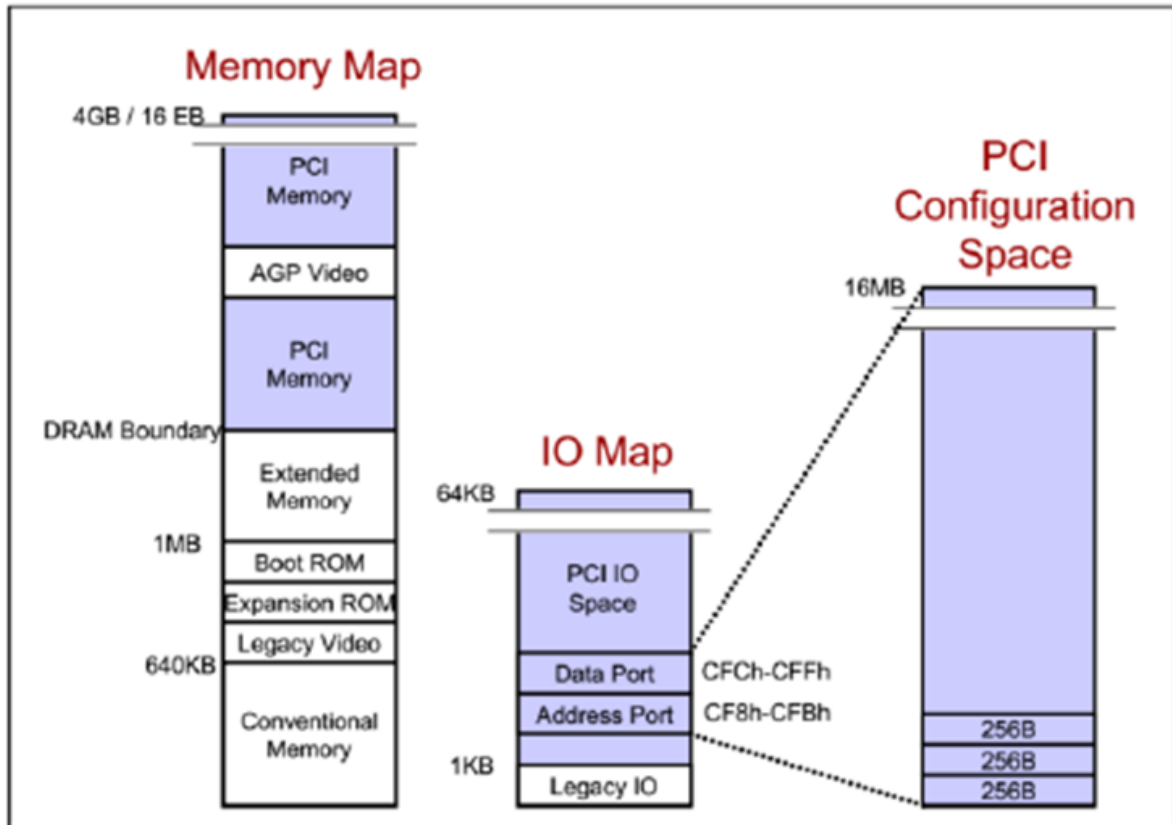 Memory Map
4GB / 16 EB
PCI
Memory
AGP Video
PCI
Memory
DRAM Boundary
Extended
Memory
1MB
Boot ROM
Expansion ROM
Legacy Video
640KB
Conventional
Memory
IO Map
64KB
PCI IO
Space
Data Port
CFCh-CFFh
Address Port
CF8h-CFBh
1KB
Legacy IO
PCI
Configuration
Space
16MB
256B
256B
256B